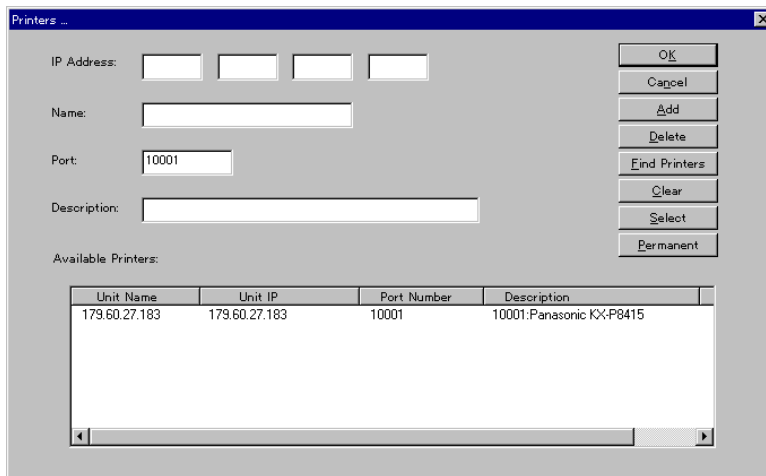 Printers ...
IP Address:
OK
Cancel
Name:
Add
Delete
Port:
10001
Find Printers
Clear
Description:
Select
Permanent
Available Printers:
Unit Name Unit IP Port Number Description
179.60.27.183 179.60.27.183 10001 10001:Panasonic KX-P8415